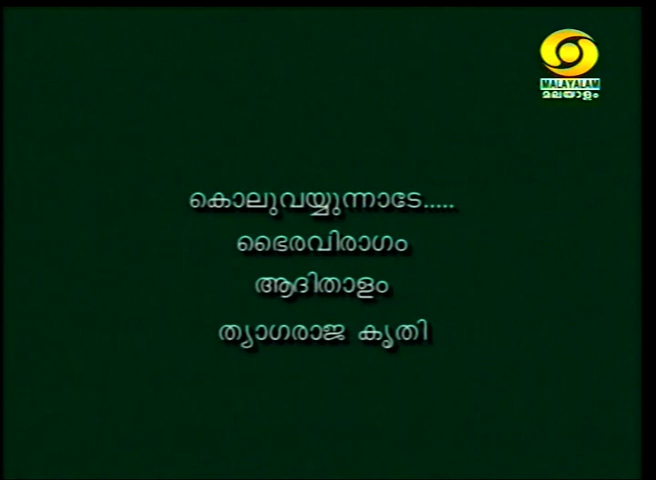 MALAYALAM
മലയാളം
കൊലുവയ്യുന്നാടേ.....
ഭൈരവിരാഗം
ആദിതാളം
ത്യാഗരാജ കൃതി